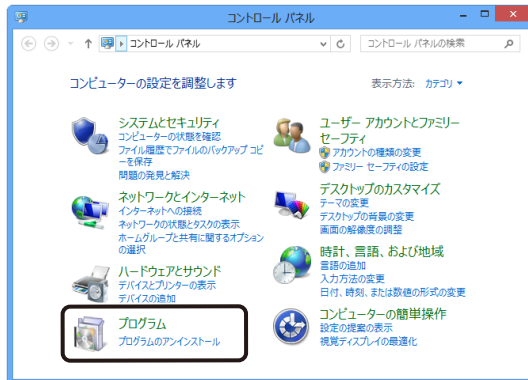 コントロール パネル
コントロール パネル
コントロール パネルの検索
コンピューターの設定を調整します
表示方法: カテゴリ
システムとセキュリティ
コンピューターの状態を確認
ファイル履歴でファイルのバックアップ コピ
ーを保存
問題の発見と解決
ネットワークとインターネット
インターネットへの接続
ネットワークの状態とタスクの表示
ホームグループと共有に関するオプション
の選択
ハードウェアとサウンド
デバイスとプリンターの表示
デバイスの追加
プログラム
プログラムのアンインストール
ユーザー アカウントとファミリー
セーフティ
アカウントの種類の変更
ファミリー セーフティの設定
デスクトップのカスタマイズ
テーマの変更
デスクトップの背景の変更
画面の解像度の調整
時計、言語、および地域
言語の追加
入力方法の変更
日付、時刻、または数値の形式の変更
コンピューターの簡単操作
設定の提案の表示
視覚ディスプレイの最適化